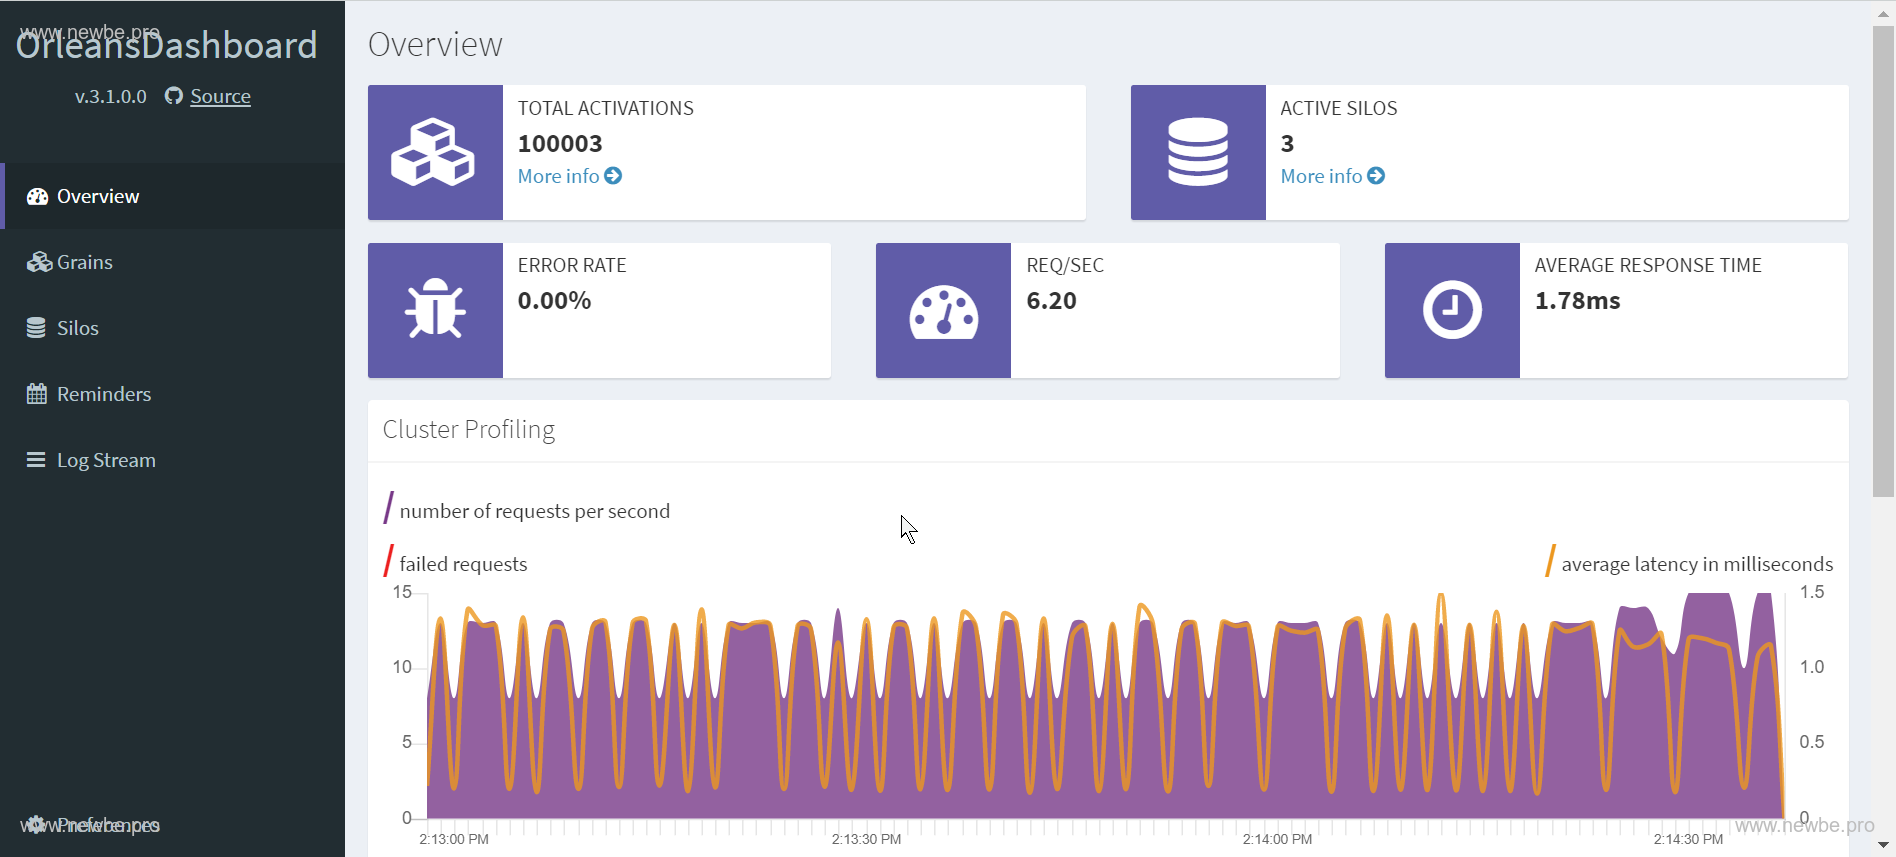 www.newbe.pro
OrleansDashboard
v.3.1.0.0 Source
Overview
Grains
Silos
Reminders
Log Stream
Preferences
www.newbe.pro
Overview
TOTAL ACTIVATIONS
100003
More info
ACTIVE SILOS
3
More info
ERROR RATE
0.00%
REQ/SEC
6.20
AVERAGE RESPONSE TIME
1.78ms
Cluster Profiling
number of requests per second
failed requests
average latency in milliseconds
15 1.5
10 1.0
5 0.5
0 0
2:13:00 PM 2:13:30 PM 2:14:00 PM 2:14:30 PM
www.newbe.pro